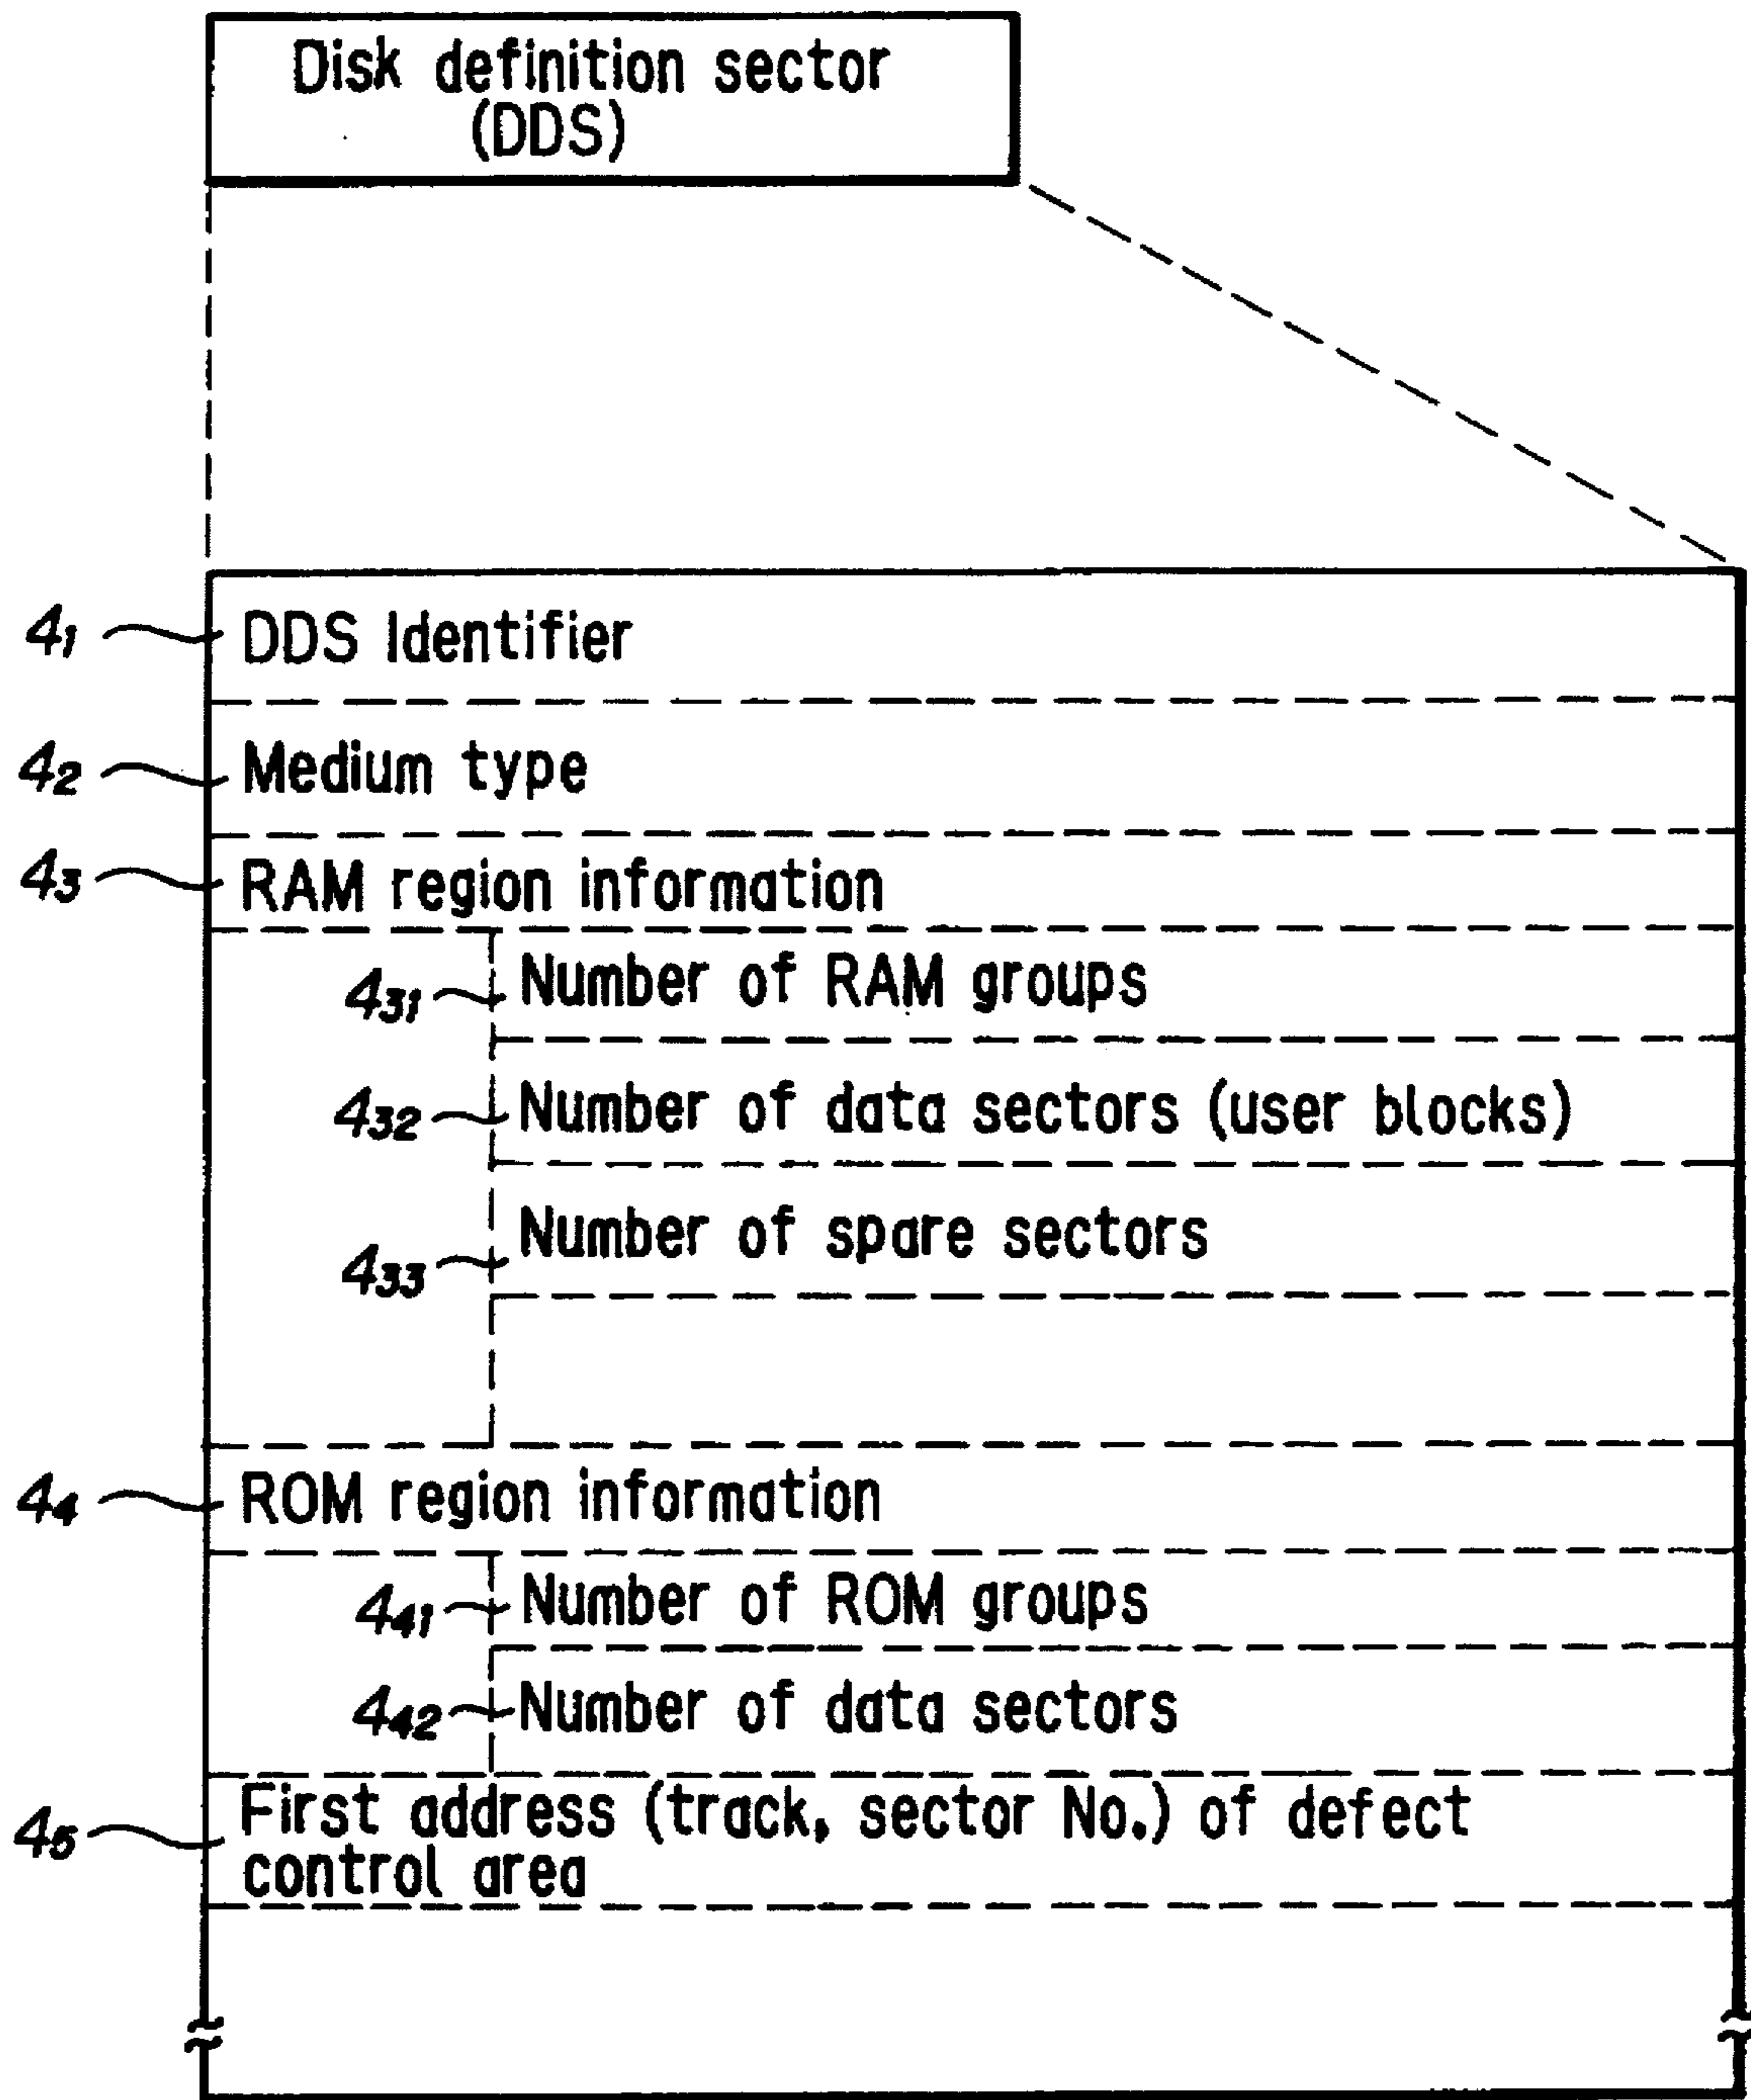 Disk definition sector
(DDS)
4₁ DDS Identifier
4₂ Medium type
4₃ RAM region information
4₃₁ Number of RAM groups
4₃₂ Number of data sectors (user blocks)
4₃₃ Number of spare sectors
4₄ ROM region information
4₄₁ Number of ROM groups
4₄₂ Number of data sectors
4₅ First address (track, sector No.) of defect
control area